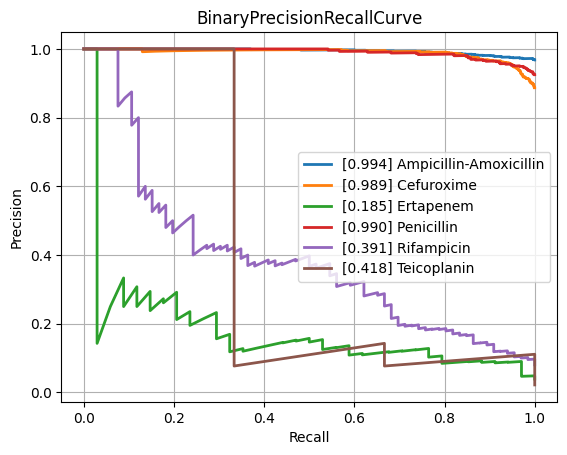 BinaryPrecisionRecallCurve
Precision
1.0
0.8
0.6
0.4
0.2
0.0
[0.994] Ampicillin-Amoxicillin
[0.989] Cefuroxime
[0.185] Ertapenem
[0.990] Penicillin
[0.391] Rifampicin
[0.418] Teicoplanin
0.0 0.2 0.4 0.6 0.8 1.0
Recall